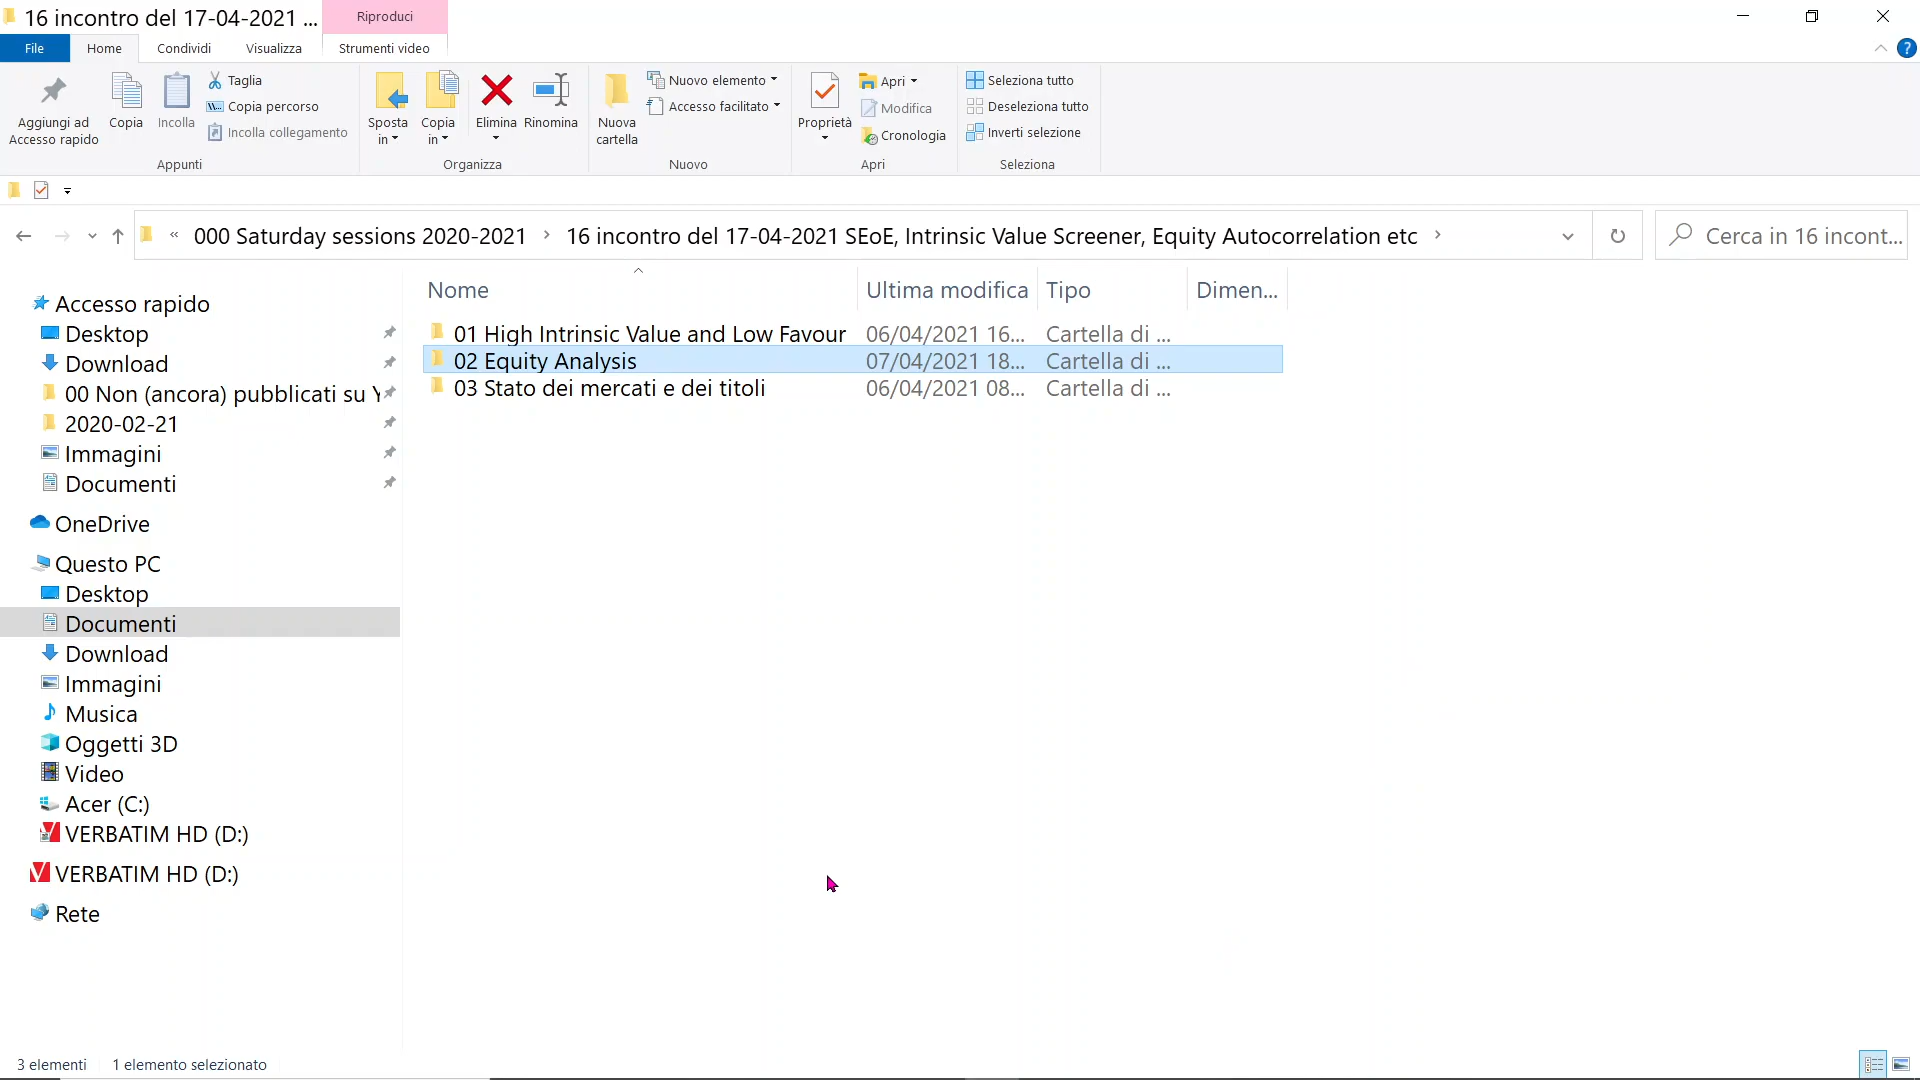 16 incontro del 17-04-2021 ...
Riproduci
File
Home
Condividi
Visualizza
Strumenti video
Aggiungi ad
Accesso rapido
Copia
Incolla
Taglia
Copia percorso
Incolla collegamento
Appunti
Sposta
in
Copia
in
Elimina
Rinomina
Organizza
Nuova
cartella
Nuovo elemento
Accesso facilitato
Nuovo
Proprietà
Apri
Modifica
Cronologia
Apri
Seleziona tutto
Deseleziona tutto
Inverti selezione
Seleziona
« 000 Saturday sessions 2020-2021 › 16 incontro del 17-04-2021 SEoE, Intrinsic Value Screener, Equity Autocorrelation etc ›
Cerca in 16 incont...
Accesso rapido
Desktop
Download
00 Non (ancora) pubblicati su Y
2020-02-21
Immagini
Documenti
OneDrive
Questo PC
Desktop
Documenti
Download
Immagini
Musica
Oggetti 3D
Video
Acer (C:)
VERBATIM HD (D:)
VERBATIM HD (D:)
Rete
Nome Ultima modifica Tipo Dimen...
01 High Intrinsic Value and Low Favour 06/04/2021 16... Cartella di ...
02 Equity Analysis 07/04/2021 18... Cartella di ...
03 Stato dei mercati e dei titoli 06/04/2021 08... Cartella di ...
3 elementi 1 elemento selezionato